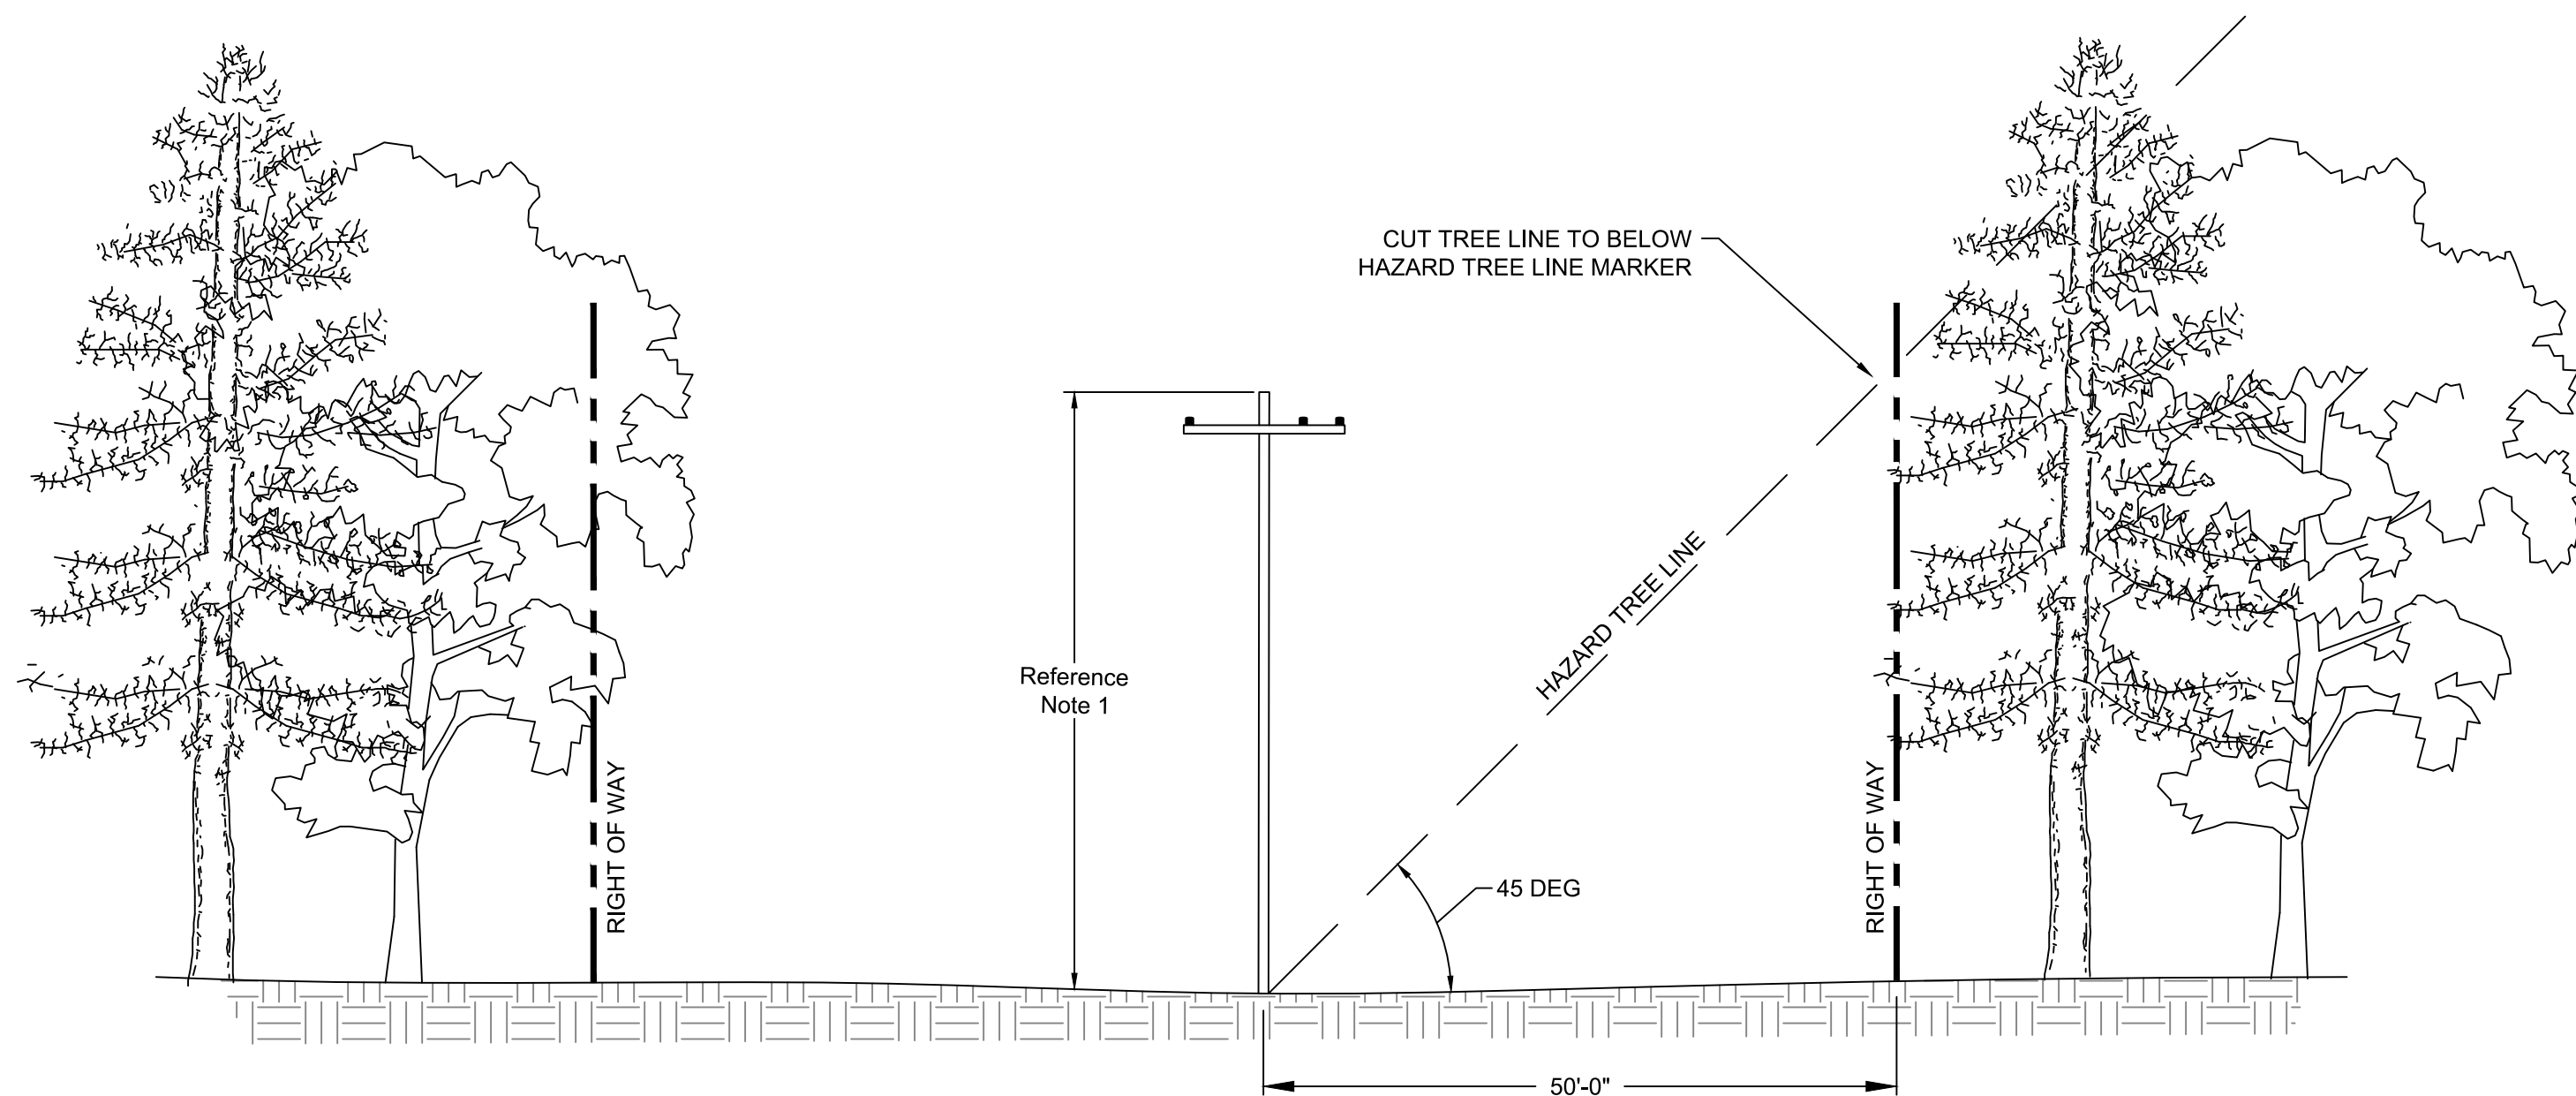 CUT TREE LINE TO BELOW
HAZARD TREE LINE MARKER
HAZARD TREE LINE
Reference
Note 1
RIGHT OF WAY
45 DEG
RIGHT OF WAY
50'-0"